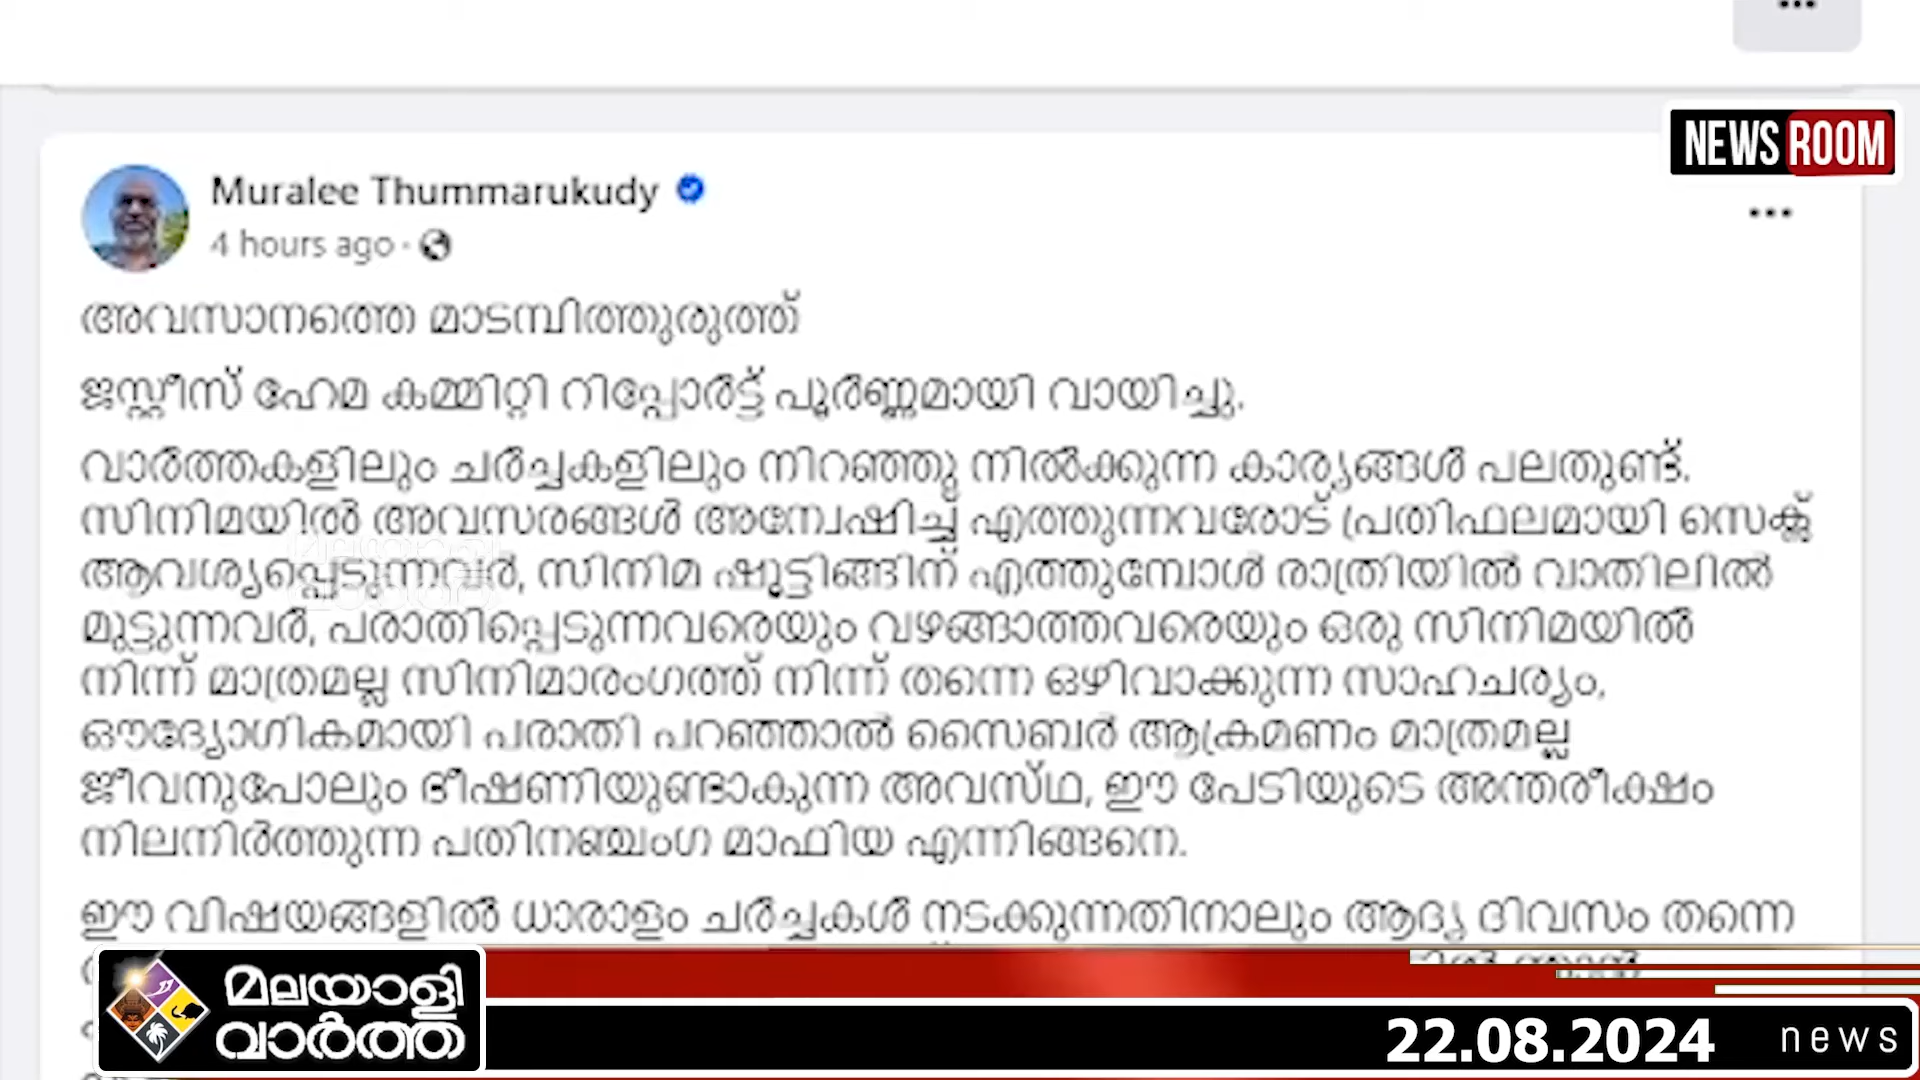 NEWS ROOM
Muralee Thummarukudy
4 hours ago
അവസാനത്തെ മാടമ്പിത്തുരുത്ത്
ജസ്റ്റീസ് ഹേമ കമ്മിറ്റി റിപ്പോർട്ട് പൂർണ്ണമായി വായിച്ചു.
വാർത്തകളിലും ചർച്ചകളിലും നിറഞ്ഞു നിൽക്കുന്ന കാര്യങ്ങൾ പലതുണ്ട്.
സിനിമയിൽ അവസരങ്ങൾ അന്വേഷിച്ച് എത്തുന്നവരോട് പ്രതിഫലമായി സെക്സ്
ആവശ്യപ്പെടുന്നവർ, സിനിമ ഷൂട്ടിങ്ങിന് എത്തുമ്പോൾ രാത്രിയിൽ വാതിലിൽ
മുട്ടുന്നവർ, പരാതിപ്പെടുന്നവരെയും വഴങ്ങാത്തവരെയും ഒരു സിനിമയിൽ
നിന്ന് മാത്രമല്ല സിനിമാരംഗത്ത് നിന്ന് തന്നെ ഒഴിവാക്കുന്ന സാഹചര്യം,
ഔദ്യോഗികമായി പരാതി പറഞ്ഞാൽ സൈബർ ആക്രമണം മാത്രമല്ല
ജീവനുപോലും ഭീഷണിയുണ്ടാകുന്ന അവസ്ഥ, ഈ പേടിയുടെ അന്തരീക്ഷം
നിലനിർത്തുന്ന പതിനഞ്ചംഗ മാഫിയ എന്നിങ്ങനെ.
ഈ വിഷയങ്ങളിൽ ധാരാളം ചർച്ചകൾ നടക്കുന്നതിനാലും ആദ്യ ദിവസം തന്നെ
മലയാളി
വാർത്ത
22.08.2024 news